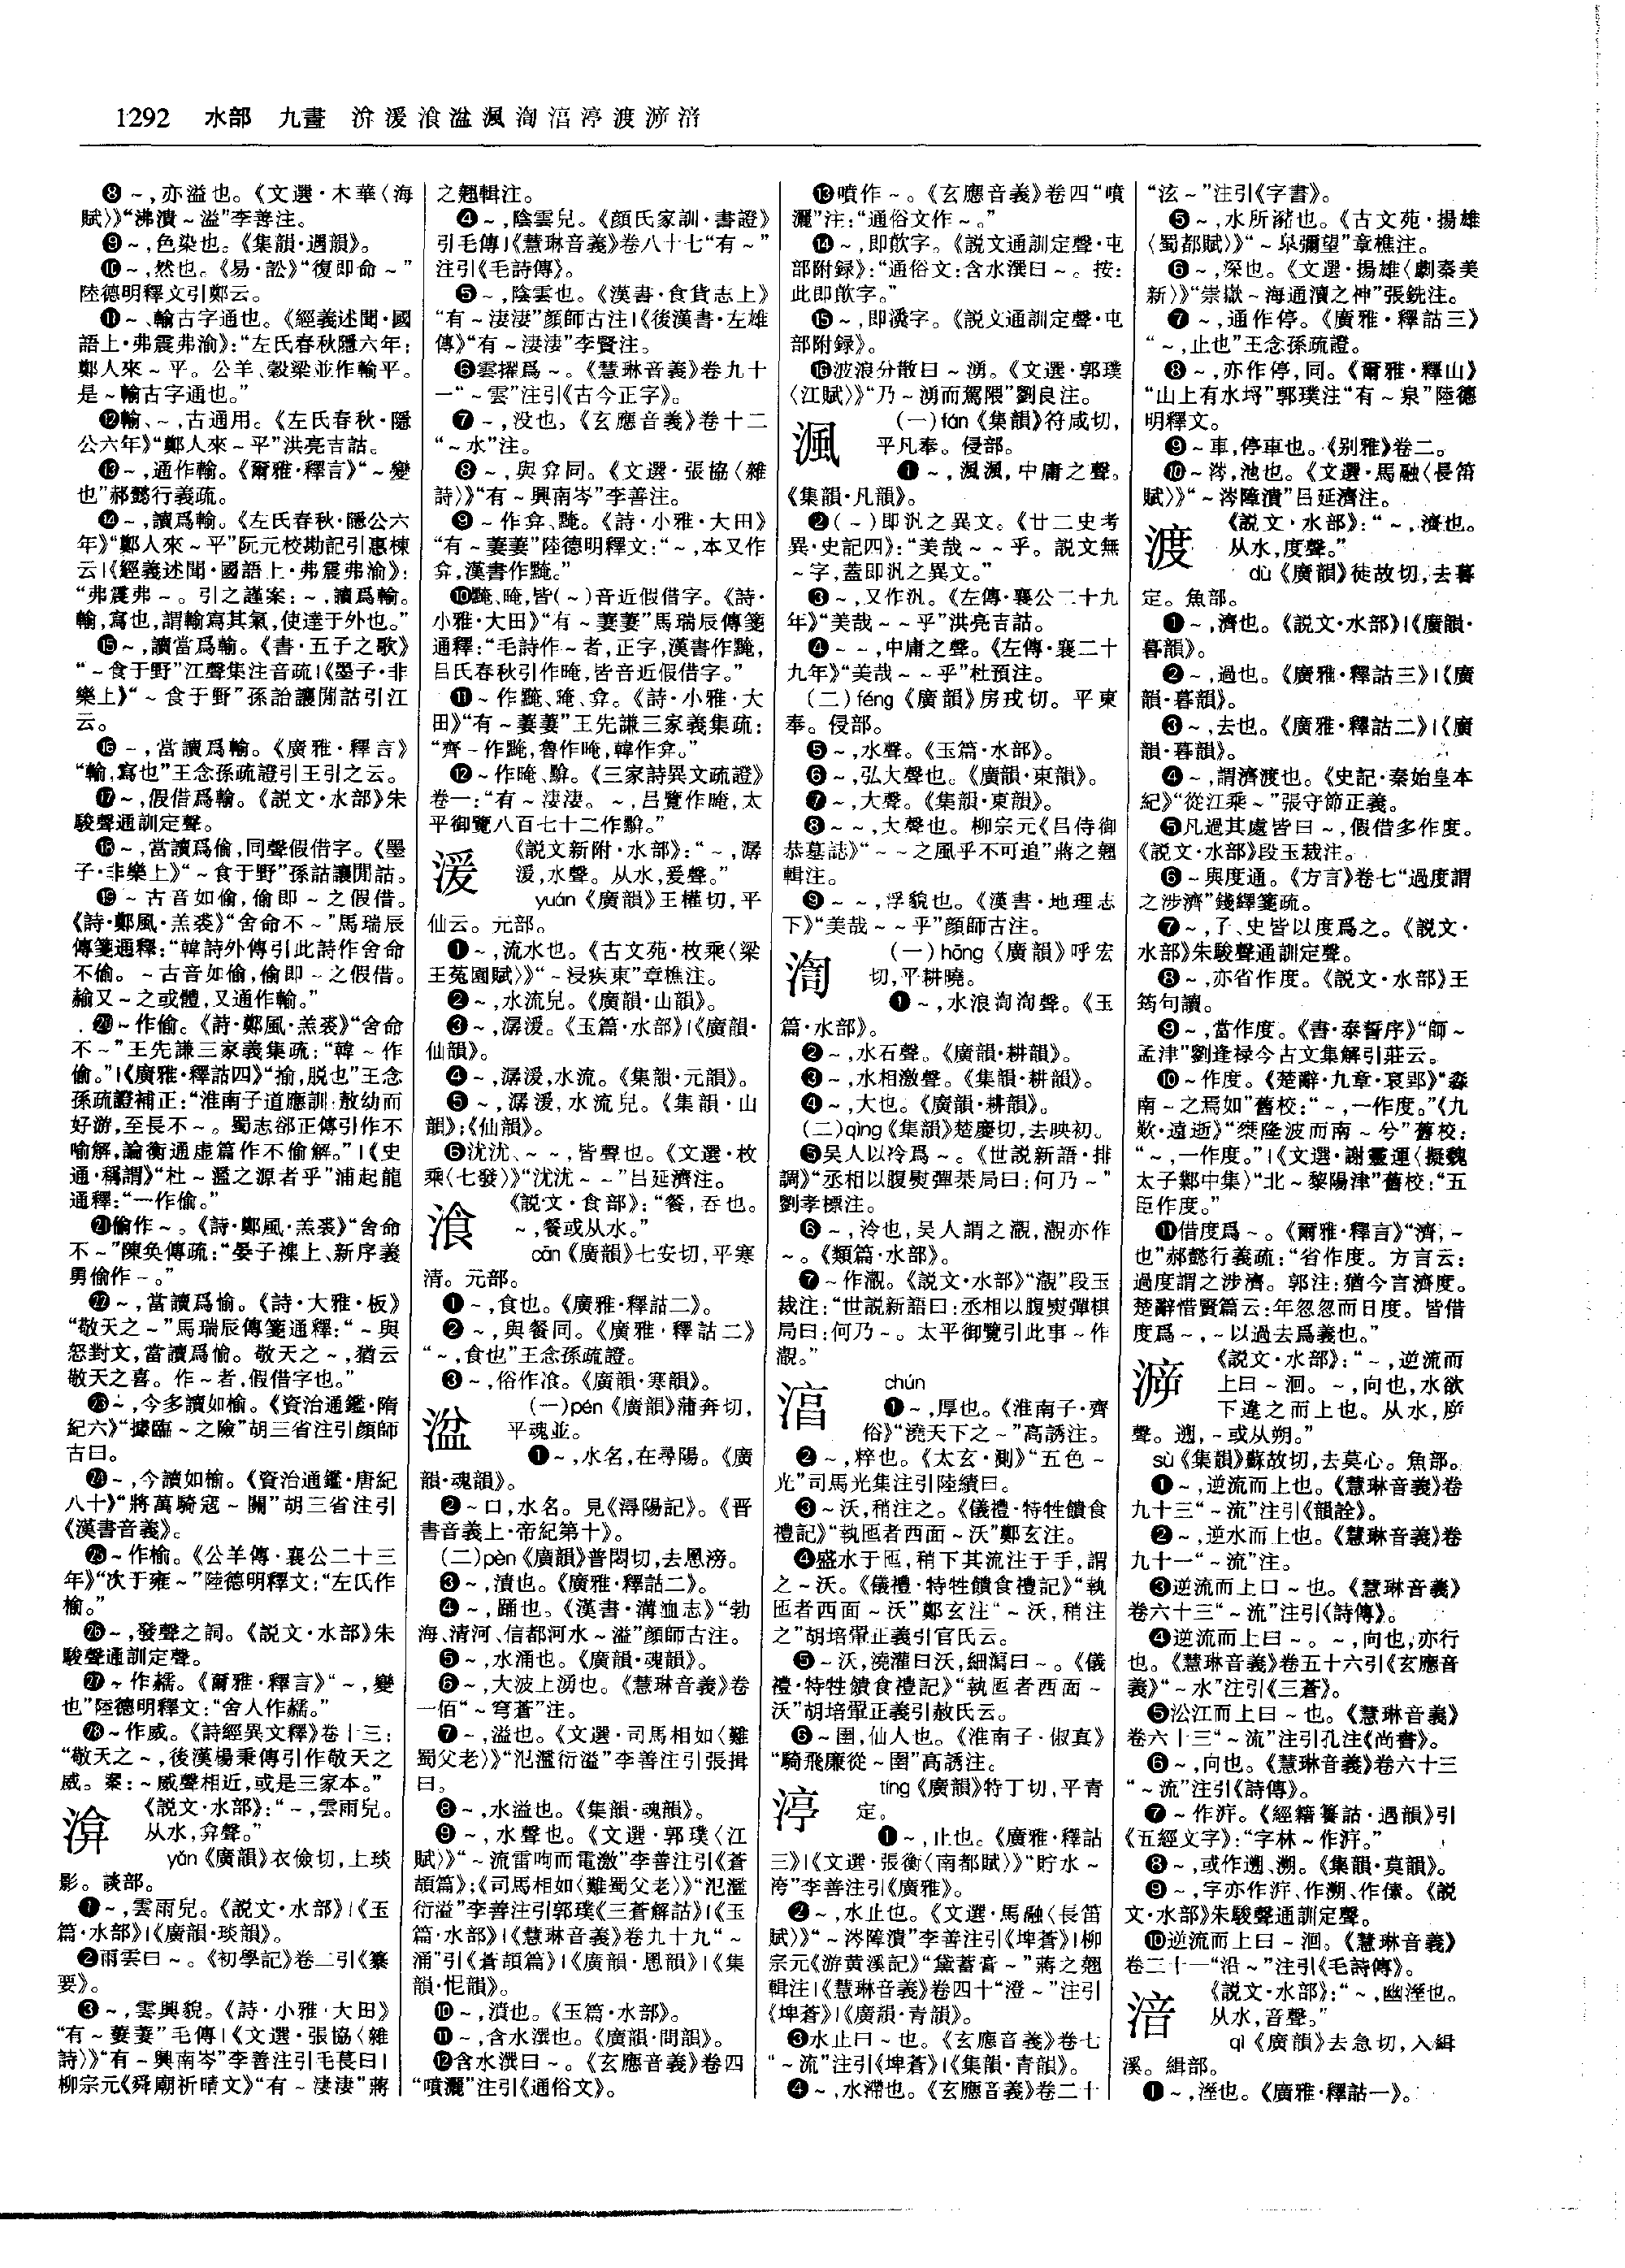 1292 水部 九畫 渰湲湌湓渢渹湻渟渡㴑湆
❽～,亦溢也。《文選·木華〈海
賦〉》“沸潰～溢”李善注。
❾～,色染也。《集韻·遇韻》。
❿～,然也。《易·訟》“復即命～”
陸德明釋文引鄭云。
⓫～、輸古字通也。《經義述聞·國
語上·弗震弗渝》:“左氏春秋隱六年:
鄭人來～平。公羊、穀梁並作輸平。
是～輸古字通也。”
⓬輸、～,古通用。《左氏春秋·隱
公六年》“鄭人來～平”洪亮吉詁。
⓭～,通作輸。《爾雅·釋言》“～變
也”郝懿行義疏。
⓮～,讀爲輸。《左氏春秋·隱公六
年》“鄭人來～平”阮元校勘記引惠棟
云|《經義述聞·國語上·弗震弗渝》:
“弗震弗～。引之謹案:～,讀爲輸。
輸,寫也,謂輸寫其氣,使達于外也。”
⓯～,讀當爲輸。《書·五子之歌》
“～食于野”江聲集注音疏|《墨子·非
樂上》“～食于野”孫詒讓閒詁引江
云。
⓰～,當讀爲輸。《廣雅·釋言》
“輸,寫也”王念孫疏證引王引之云。
⓱～,假借爲輸。《説文·水部》朱
駿聲通訓定聲。
⓲～,當讀爲偷,同聲假借字。《墨
子·非樂上》“～食于野”孫詒讓閒詁。
⓳～古音如偷,偷即～之假借。
《詩·鄭風·羔裘》“舍命不～”馬瑞辰
傳箋通釋:“韓詩外傳引此詩作舍命
不偷。～古音如偷,偷即～之假借。
又～之或體,又通作輸。”
⓴～作偷。《詩·鄭風·羔裘》“舍命
不～”王先謙三家義集疏:“韓～作
偷。”|《廣雅·釋詁四》“揄,脱也”王念
孫疏證補正:“淮南子道應訓:敖幼而
好游,至長不～。蜀志郤正傳引作不
喻解,論衡通虚篇作不偷解。”|《史
通·稱謂》“杜～濫之源者乎”浦起龍
通釋:“一作偷。”
㉑偷作～。《詩·鄭風·羔裘》“舍命
不～”陳奂傳疏:“晏子襍上、新序義
勇偷作～。”
㉒～,當讀爲愉。《詩·大雅·板》
“敬天之～”馬瑞辰傳箋通釋:“～與
怒對文,當讀爲愉。敬天之～,猶云
敬天之喜。作～者,假借字也。”
㉓～,今多讀如榆。《資治通鑑·隋
紀六》“據臨～之險”胡三省注引顏師
古曰。
㉔～,今讀如榆。《資治通鑑·唐紀
八十》“將萬騎寇～關”胡三省注引
《漢書音義》。
㉕～作榆。《公羊傳·襄公二十三
年》“次于雍～”陸德明釋文:“左氏作
榆。”
㉖～,發聲之詞。《説文·水部》朱
駿聲通訓定聲。
㉗～作䌛。《爾雅·釋言》“～,變
也”陸德明釋文:“舍人作䌛。”
㉘～作威。《詩經異文釋》卷十三:
“敬天之～,後漢楊秉傳引作敬天之
威。案:～威聲相近,或是三家本。”
渰
《説文·水部》:“～,雲雨皃。
从水,弇聲。”
yǎn《廣韻》衣儉切,上琰
影。談部。
❶～,雲雨皃。《説文·水部》|《玉
篇·水部》|《廣韻·琰韻》。
❷雨雲曰～。《初學記》卷二引《纂
要》。
❸～,雲興貌。《詩·小雅·大田》
“有～萋萋”毛傳|《文選·張協〈雜
詩〉》“有～興南岑”李善注引毛萇曰|
柳宗元《舜廟祈晴文》“有～淒淒”蔣
之翹輯注。
❹～,陰雲皃。《顏氏家訓·書證》
引毛傳|《慧琳音義》卷八十七“有～”
注引《毛詩傳》。
❺～,陰雲也。《漢書·食貨志上》
“有～淒淒”顏師古注|《後漢書·左雄
傳》“有～淒淒”李賢注。
❻雲擢爲～。《慧琳音義》卷九十
一“～雲”注引《古今正字》。
❼～,没也。《玄應音義》卷十二
“～水”注。
❽～,與弇同。《文選·張協〈雜
詩〉》“有～興南岑”李善注。
❾～作弇、黤。《詩·小雅·大田》
“有～萋萋”陸德明釋文:“～,本又作
弇,漢書作黤。”
❿黤、晻,皆(～)音近假借字。《詩·
小雅·大田》“有～萋萋”馬瑞辰傳箋
通釋:“毛詩作～者,正字,漢書作黤,
吕氏春秋引作晻,皆音近假借字。”
⓫～作黤、晻、弇。《詩·小雅·大
田》“有～萋萋”王先謙三家義集疏:
“齊～作黤,魯作晻,韓作弇。”
⓬～作晻、黭。《三家詩異文疏證》
卷一:“有～淒淒。～,吕覽作晻,太
平御覽八百七十二作黭。”
湲
《説文新附·水部》:“～,潺
湲,水聲。从水,爰聲。”
yuán《廣韻》王權切,平
仙云。元部。
❶～,流水也。《古文苑·枚乘〈梁
王菟園賦〉》“～浸疾東”章樵注。
❷～,水流皃。《廣韻·山韻》。
❸～,潺湲。《玉篇·水部》|《廣韻·
仙韻》。
❹～,潺湲,水流。《集韻·元韻》。
❺～,潺湲,水流皃。《集韻·山
韻》;《仙韻》。
❻沋沋、～～,皆聲也。《文選·枚
乘〈七發〉》“沋沋～～”吕延濟注。
湌
《説文·食部》:“餐,吞也。
～,餐或从水。”
cān《廣韻》七安切,平寒
清。元部。
❶～,食也。《廣雅·釋詁二》。
❷～,與餐同。《廣雅·釋詁二》
“～,食也”王念孫疏證。
❸～,俗作飡。《廣韻·寒韻》。
湓
(一)pén《廣韻》蒲奔切,
平魂並。
❶～,水名,在尋陽。《廣
韻·魂韻》。
❷～口,水名。見《潯陽記》。《晉
書音義上·帝紀第十》。
(二)pèn《廣韻》普悶切,去慁滂。
❸～,漬也。《廣雅·釋詁二》。
❹～,踊也。《漢書·溝洫志》“勃
海、清河、信都河水～溢”顏師古注。
❺～,水涌也。《廣韻·魂韻》。
❻～,大波上湧也。《慧琳音義》卷
一佰“～穹蒼”注。
❼～,溢也。《文選·司馬相如〈難
蜀父老〉》“氾濫衍溢”李善注引張揖
曰。
❽～,水溢也。《集韻·魂韻》。
❾～,水聲也。《文選·郭璞〈江
賦〉》“～流雷呴而電激”李善注引《蒼
頡篇》;《司馬相如〈難蜀父老〉》“氾濫
衍溢”李善注引郭璞《三蒼解詁》|《玉
篇·水部》|《慧琳音義》卷九十九“～
涌”引《蒼頡篇》|《廣韻·慁韻》|《集
韻·恨韻》。
❿～,濆也。《玉篇·水部》。
⓫～,含水潠也。《廣韻·問韻》。
⓬含水潠曰～。《玄應音義》卷四
“噴灑”注引《通俗文》。
⓭噴作～。《玄應音義》卷四“噴
灑”注:“通俗文作～。”
⓮～,即㰃字。《説文通訓定聲·屯
部附録》:“通俗文:含水潠曰～。按:
此即㰃字。”
⓯～,即瀵字。《説文通訓定聲·屯
部附録》。
⓰波浪分散曰～湧。《文選·郭璞
〈江賦〉》“乃～湧而駕隈”劉良注。
渢
(一)fán《集韻》符咸切,
平凡奉。侵部。
❶～,渢渢,中庸之聲。
《集韻·凡韻》。
❷(～)即汎之異文。《廿二史考
異·史記四》:“美哉～～乎。説文無
～字,蓋即汎之異文。”
❸～,又作汎。《左傳·襄公二十九
年》“美哉～～乎”洪亮吉詁。
❹～～,中庸之聲。《左傳·襄二十
九年》“美哉～～乎”杜預注。
(二)féng《廣韻》房戎切。平東
奉。侵部。
❺～,水聲。《玉篇·水部》。
❻～,弘大聲也。《廣韻·東韻》。
❼～,大聲。《集韻·東韻》。
❽～～,大聲也。柳宗元《吕侍御
恭墓誌》“～～之風乎不可追”蔣之翹
輯注。
❾～～,浮貌也。《漢書·地理志
下》“美哉～～乎”顏師古注。
渹
(一)hōng《廣韻》呼宏
切,平耕曉。
❶～,水浪渹渹聲。《玉
篇·水部》。
❷～,水石聲。《廣韻·耕韻》。
❸～,水相激聲。《集韻·耕韻》。
❹～,大也。《廣韻·耕韻》。
(二)qìng《集韻》楚慶切,去映初。
❺吴人以冷爲～。《世説新語·排
調》“丞相以腹熨彈棊局曰:何乃～”
劉孝標注。
❻～,冷也,吴人謂之瀙,瀙亦作
～。《類篇·水部》。
❼～作瀙。《説文·水部》“瀙”段玉
裁注:“世説新語曰:丞相以腹熨彈棋
局曰:何乃～。太平御覽引此事～作
瀙。”
湻
chún
❶～,厚也。《淮南子·齊
俗》“澆天下之～”高誘注。
❷～,粹也。《太玄·㓨》“五色～
光”司馬光集注引陸績曰。
❸～沃,稍注之。《儀禮·特牲饋食
禮記》“執匜者西面～沃”鄭玄注。
❹盛水于匜,稍下其流注于手,謂
之～沃。《儀禮·特牲饋食禮記》“執
匜者西面～沃”鄭玄注“～沃,稍注
之”胡培翬正義引官氏云。
❺～沃,澆灌曰沃,細瀉曰～。《儀
禮·特牲饋食禮記》“執匜者西面～
沃”胡培翬正義引敖氏云。
❻～圉,仙人也。《淮南子·俶真》
“騎飛廉從～圉”高誘注。
渟
tíng《廣韻》特丁切,平青
定。
❶～,止也。《廣雅·釋詁
三》|《文選·張衡〈南都賦〉》“貯水～
洿”李善注引《廣雅》。
❷～,水止也。《文選·馬融〈長笛
賦〉》“～涔障潰”李善注引《埤蒼》|柳
宗元《游黄溪記》“黛蓄膏～”蔣之翹
輯注|《慧琳音義》卷四十“澄～”注引
《埤蒼》|《廣韻·青韻》。
❸水止曰～也。《玄應音義》卷七
“～流”注引《埤蒼》|《集韻·青韻》。
❹～,水滯也。《玄應音義》卷二十
“泫～”注引《字書》。
❺～,水所瀦也。《古文苑·揚雄
〈蜀都賦〉》“～皋彌望”章樵注。
❻～,深也。《文選·揚雄〈劇秦美
新〉》“崇嶽～海通瀆之神”張銑注。
❼～,通作停。《廣雅·釋詁三》
“～,止也”王念孫疏證。
❽～,亦作停,同。《爾雅·釋山》
“山上有水埒”郭璞注“有～泉”陸德
明釋文。
❾～車,停車也。《别雅》卷二。
❿～涔,池也。《文選·馬融〈長笛
賦〉》“～涔障潰”吕延濟注。
渡
《説文·水部》:“～,濟也。
从水,度聲。”
dù《廣韻》徒故切,去暮
定。魚部。
❶～,濟也。《説文·水部》|《廣韻·
暮韻》。
❷～,過也。《廣雅·釋詁三》|《廣
韻·暮韻》。
❸～,去也。《廣雅·釋詁二》|《廣
韻·暮韻》。
❹～,謂濟渡也。《史記·秦始皇本
紀》“從江乘～”張守節正義。
❺凡過其處皆曰～,假借多作度。
《説文·水部》段玉裁注。
❻～與度通。《方言》卷七“過度謂
之涉濟”錢繹箋疏。
❼～,子、史皆以度爲之。《説文·
水部》朱駿聲通訓定聲。
❽～,亦省作度。《説文·水部》王
筠句讀。
❾～,當作度。《書·泰誓序》“師～
孟津”劉逢禄今古文集解引莊云。
❿～作度。《楚辭·九章·哀郢》“淼
南～之焉如”舊校:“～,一作度。”《九
歎·遠逝》“櫂隆波而南～兮”舊校:
“～,一作度。”|《文選·謝靈運〈擬魏
太子鄴中集〉》“北～黎陽津”舊校:“五
臣作度。”
⓫借度爲～。《爾雅·釋言》“濟,～
也”郝懿行義疏:“省作度。方言云:
過度謂之涉濟。郭注:猶今言濟度。
楚辭惜賢篇云:年忽忽而日度。皆借
度爲～,～以過去爲義也。”
㴑
《説文·水部》:“～,逆流而
上曰～洄。～,向也,水欲
下違之而上也。从水,㡿
聲。遡,～或从朔。”
sù《集韻》蘇故切,去莫心。魚部。
❶～,逆流而上也。《慧琳音義》卷
九十三“～流”注引《韻詮》。
❷～,逆水而上也。《慧琳音義》卷
九十一“～流”注。
❸逆流而上曰～也。《慧琳音義》
卷六十三“～流”注引《詩傳》。
❹逆流而上曰～。～,向也,亦行
也。《慧琳音義》卷五十六引《玄應音
義》“～水”注引《三蒼》。
❺㳂江而上曰～也。《慧琳音義》
卷六十三“～流”注引孔注《尚書》。
❻～,向也。《慧琳音義》卷六十三
“～流”注引《詩傳》。
❼～作泝。《經籍籑詁·遇韻》引
《五經文字》:“字林～作泝。”
❽～,或作遡、溯。《集韻·莫韻》。
❾～,字亦作泝、作溯、作傃。《説
文·水部》朱駿聲通訓定聲。
❿逆流而上曰～洄。《慧琳音義》
卷二十一“沿～”注引《毛詩傳》。
湆
《説文·水部》:“～,幽溼也。
从水,音聲。”
qì《廣韻》去急切,入緝
溪。緝部。
❶～,溼也。《廣雅·釋詁一》。